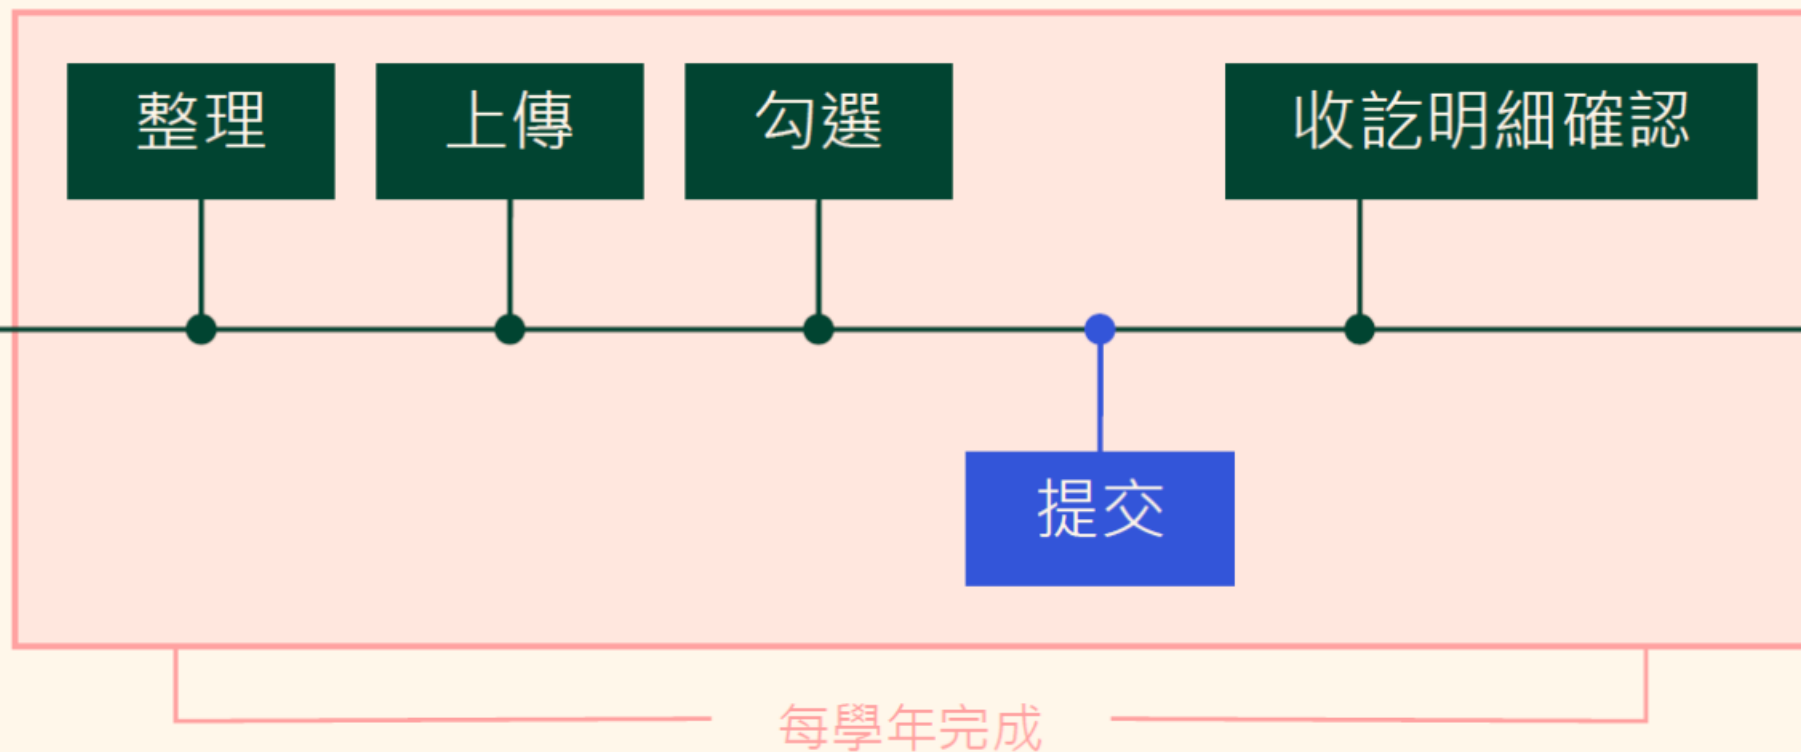 整理
上傳
勾選
收訖明細確認
提交
每學年完成